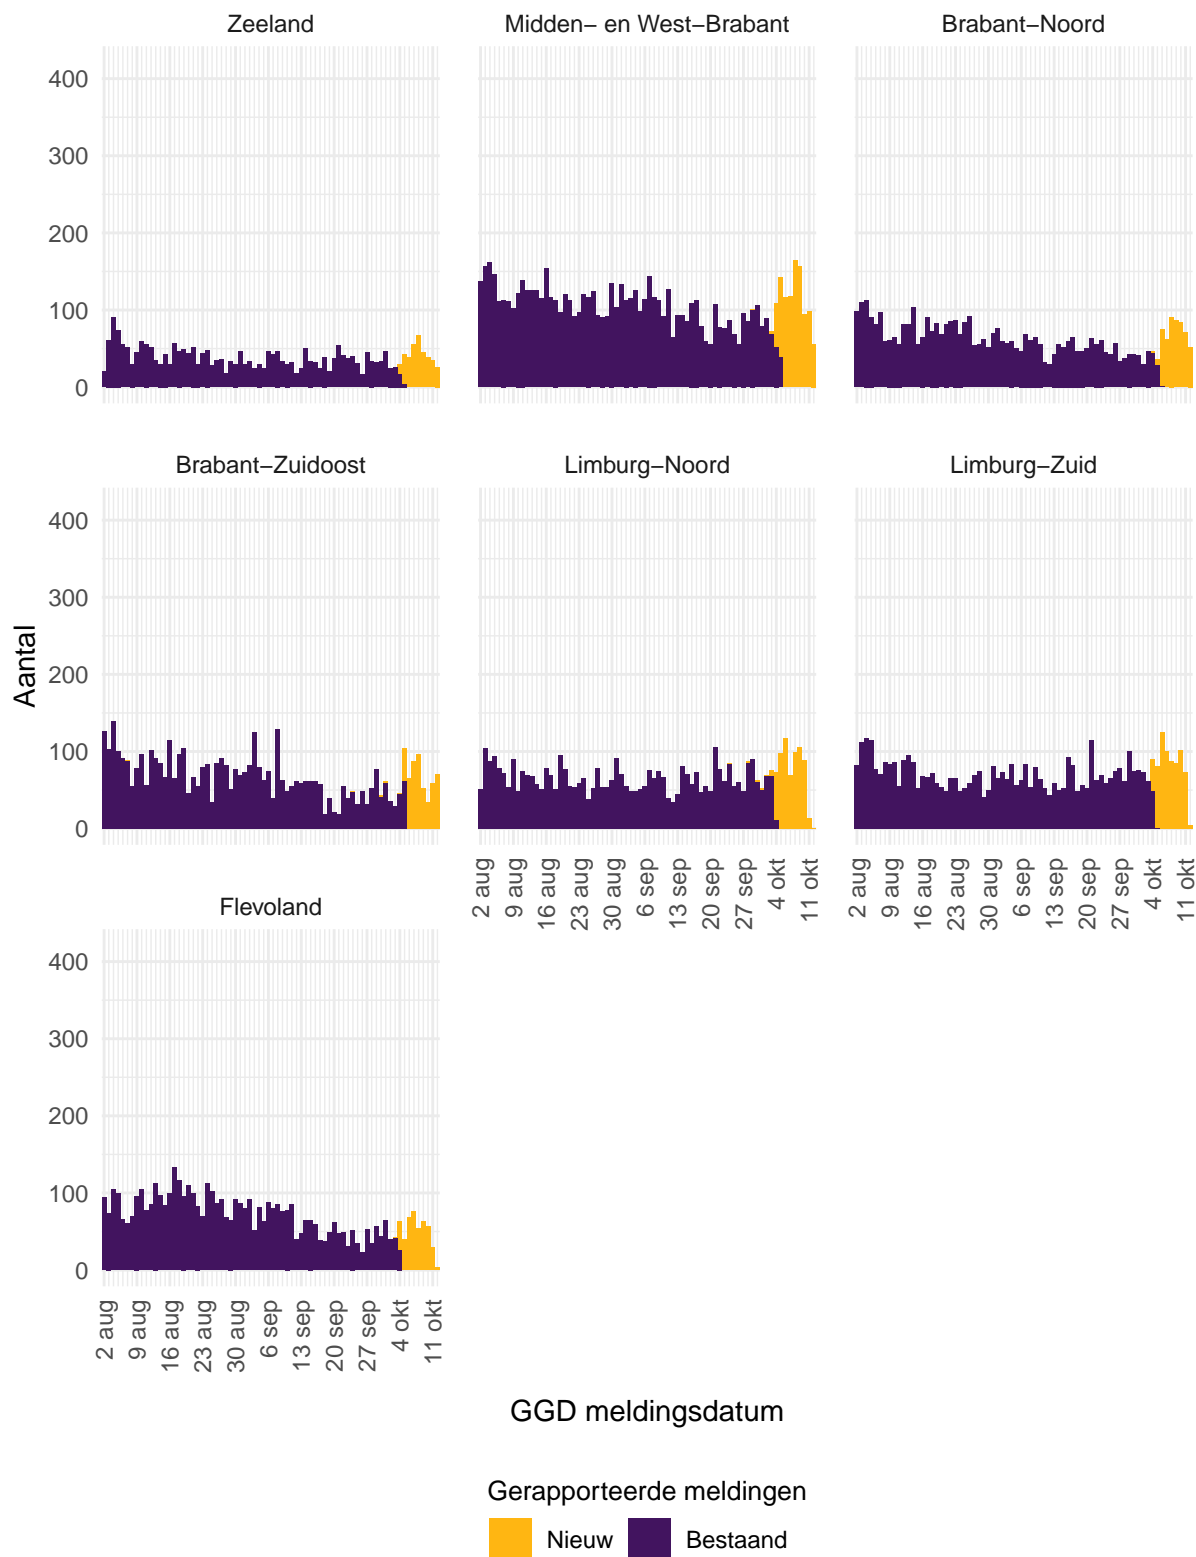 Zeeland
Midden− en West−Brabant
Brabant−Noord
400
300
200
100
0
Brabant−Zuidoost
Limburg−Noord
Limburg−Zuid
400
300
200
100
0
Aantal
2 aug
9 aug
16 aug
23 aug
30 aug
6 sep
13 sep
20 sep
27 sep
4 okt
11 okt
2 aug
9 aug
16 aug
23 aug
30 aug
6 sep
13 sep
20 sep
27 sep
4 okt
11 okt
Flevoland
400
300
200
100
0
2 aug
9 aug
16 aug
23 aug
30 aug
6 sep
13 sep
20 sep
27 sep
4 okt
11 okt
GGD meldingsdatum
Gerapporteerde meldingen
Nieuw
Bestaand